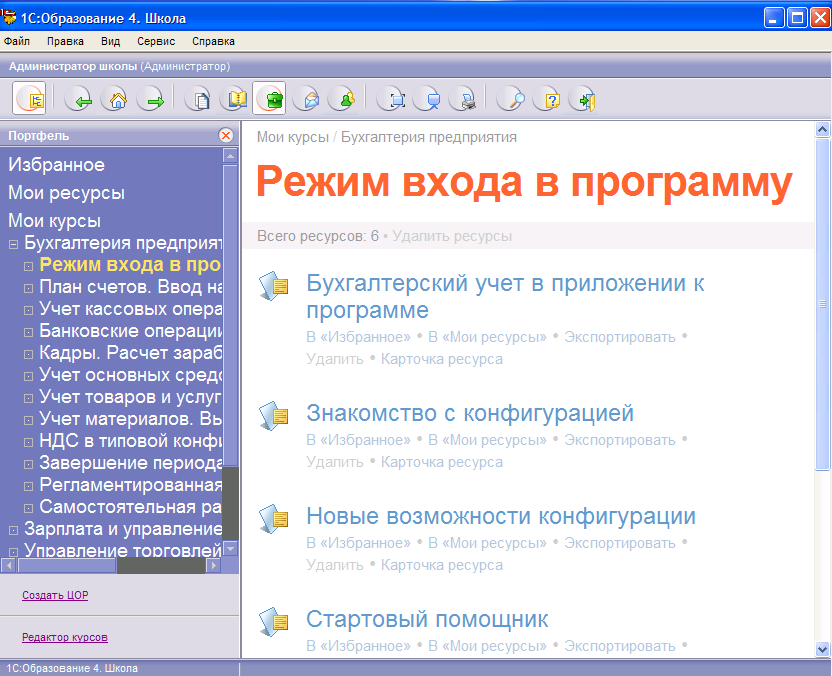 1С:Образование 4. Школа
Файл Правка Вид Сервис Справка
Администратор школы (Администратор)
Портфель
Избранное
Мои ресурсы
Мои курсы
Бухгалтерия предприят
Режим входа в про
План счетов. Ввод на
Учет кассовых опера
Банковские операции
Кадры. Расчет зараб
Учет основных средс
Учет товаров и услуг
Учет материалов. Вы
НДС в типовой конфи
Завершение периода
Регламентированная
Самостоятельная ра
Зарплата и управление
Управление торговлей
Создать ЦОР
Редактор курсов
Мои курсы / Бухгалтерия предприятия
Режим входа в программу
Всего ресурсов: 6 • Удалить ресурсы
Бухгалтерский учет в приложении к
программе
В «Избранное» • В «Мои ресурсы» • Экспортировать •
Удалить • Карточка ресурса
Знакомство с конфигурацией
В «Избранное» • В «Мои ресурсы» • Экспортировать •
Удалить • Карточка ресурса
Новые возможности конфигурации
В «Избранное» • В «Мои ресурсы» • Экспортировать •
Удалить • Карточка ресурса
Стартовый помощник
В «Избранное» • В «Мои ресурсы» • Экспортировать •
1С:Образование 4. Школа